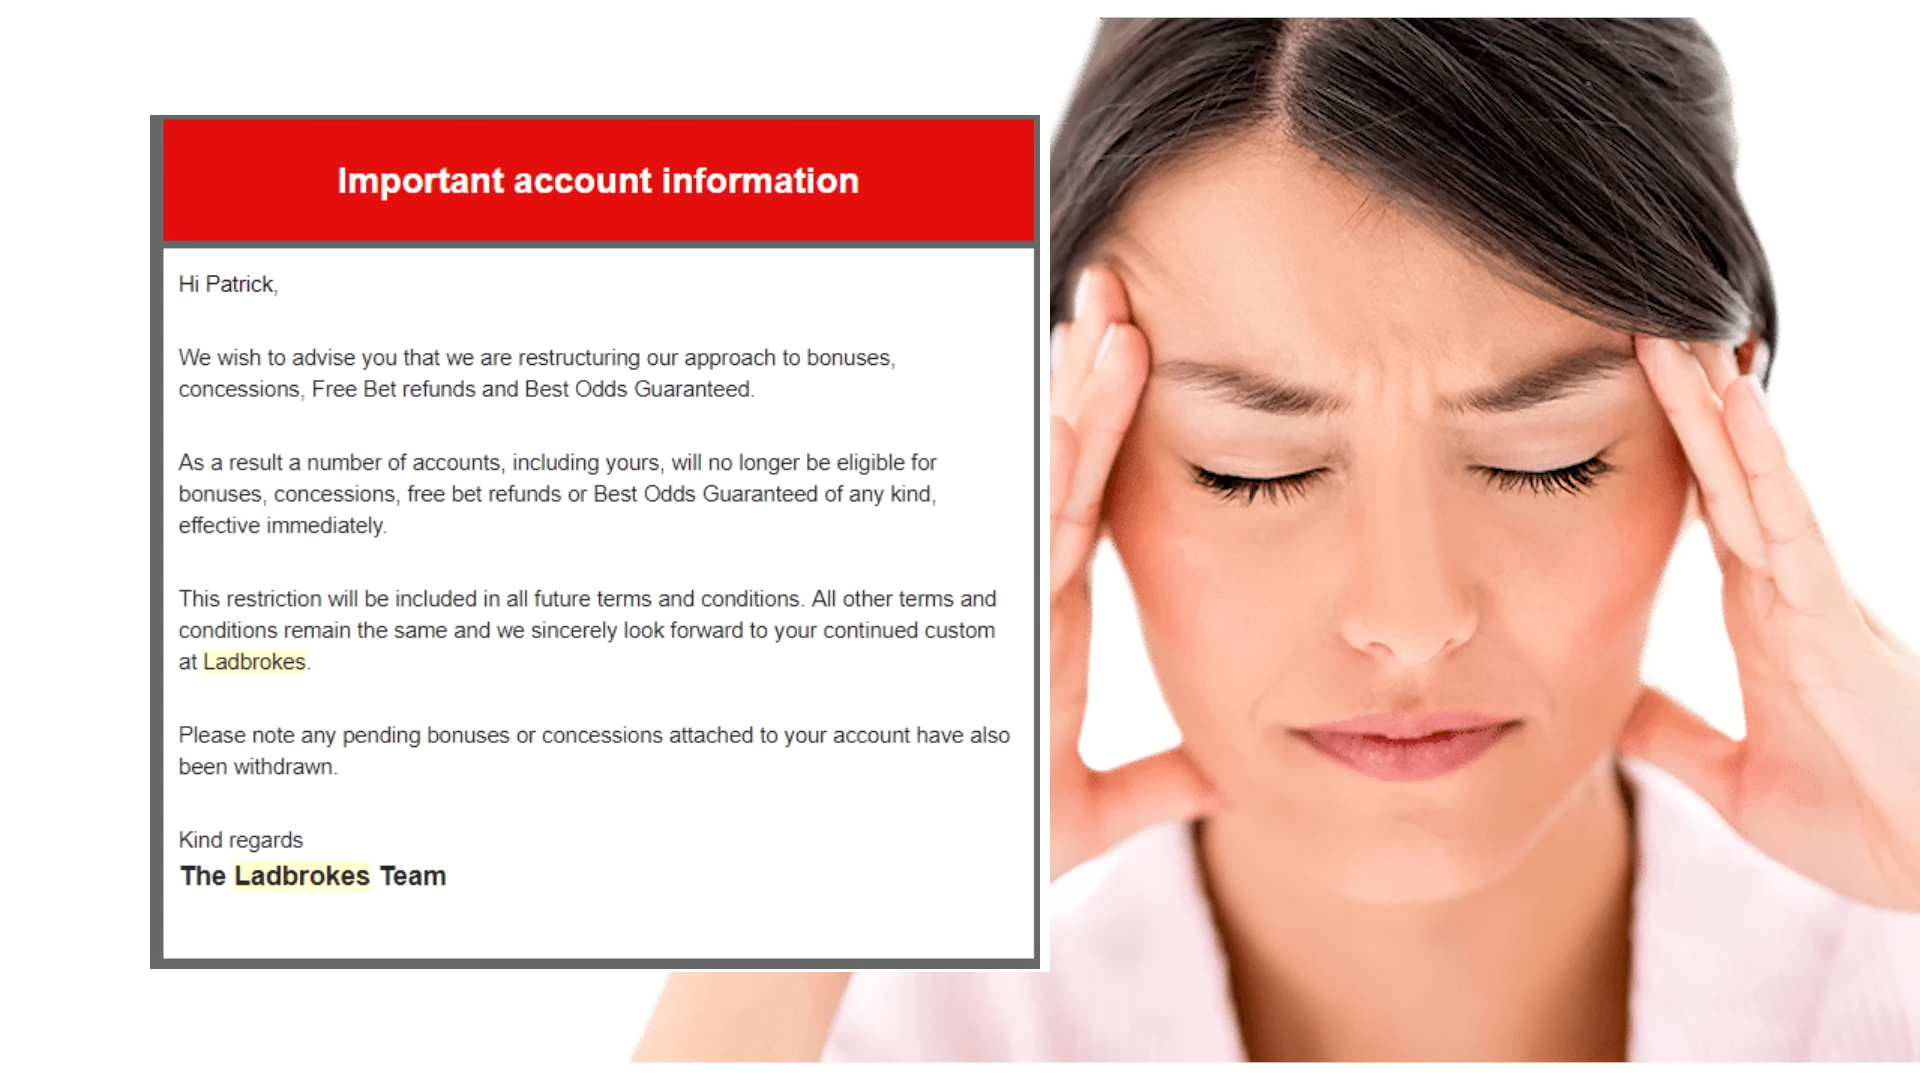 Important account information
Hi Patrick,
We wish to advise you that we are restructuring our approach to bonuses,
concessions, Free Bet refunds and Best Odds Guaranteed.
As a result a number of accounts, including yours, will no longer be eligible for
bonuses, concessions, free bet refunds or Best Odds Guaranteed of any kind,
effective immediately.
This restriction will be included in all future terms and conditions. All other terms and
conditions remain the same and we sincerely look forward to your continued custom
at Ladbrokes.
Please note any pending bonuses or concessions attached to your account have also
been withdrawn.
Kind regards
The Ladbrokes Team